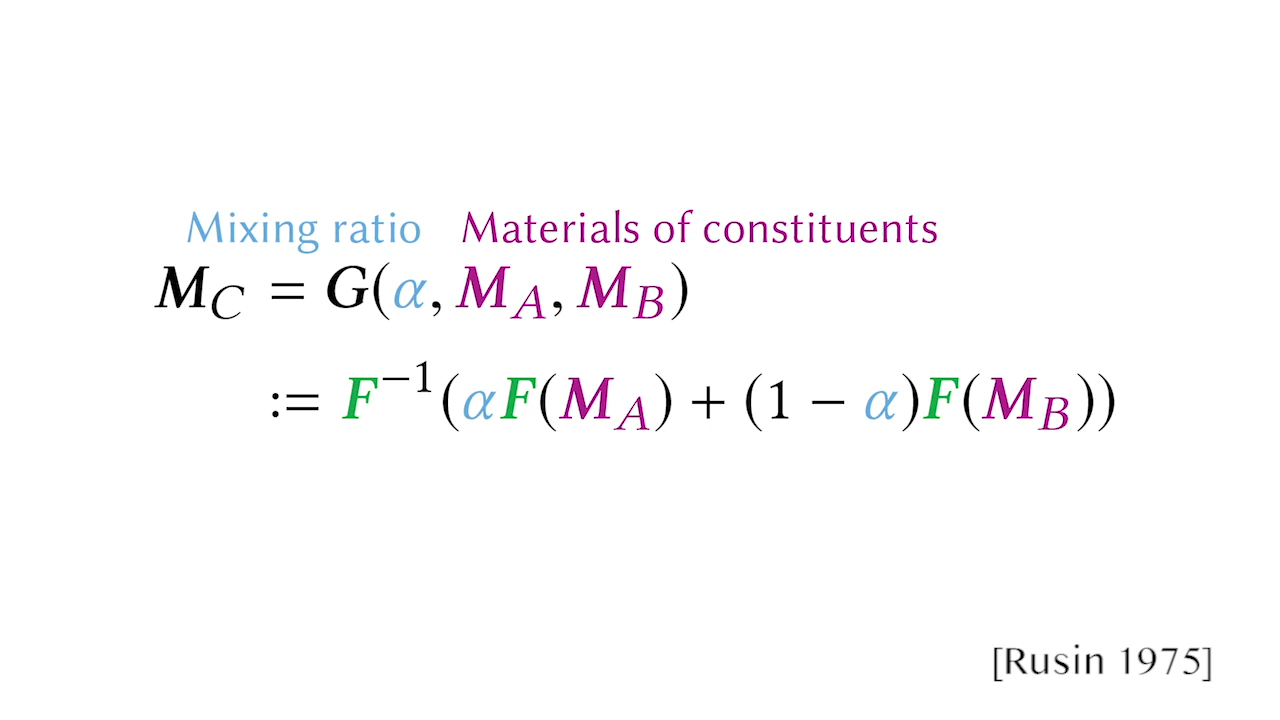 Mixing ratio Materials of constituents
M_C = G(α, M_A, M_B)
:= F^{-1}(αF(M_A) + (1 − α)F(M_B))
[Rusin 1975]